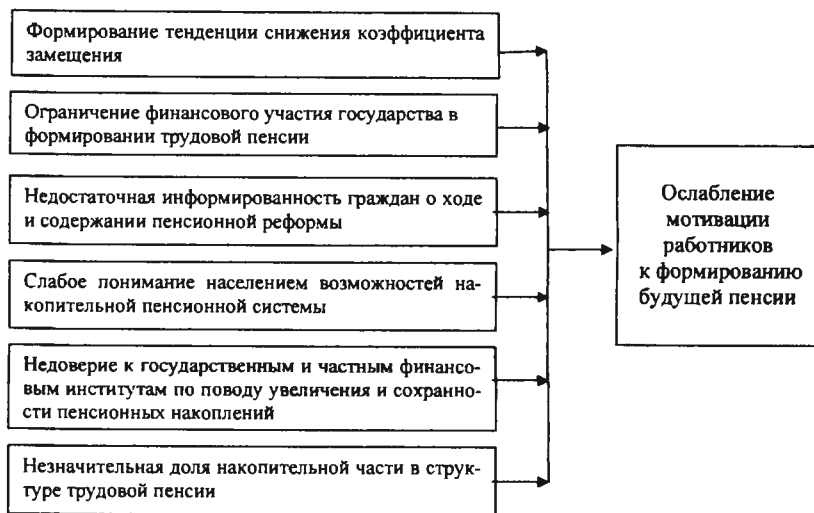 Формирование тенденции снижения коэффициента
замещения
Ограничение финансового участия государства в
формировании трудовой пенсии
Недостаточная информированность граждан о ходе
и содержании пенсионной реформы
Слабое понимание населением возможностей на-
копительной пенсионной системы
Недоверие к государственным и частным финансо-
вым институтам по поводу увеличения и сохранно-
сти пенсионных накоплений
Незначительная доля накопительной части в струк-
туре трудовой пенсии
Ослабление
мотивации
работников
к формированию
будущей пенсии